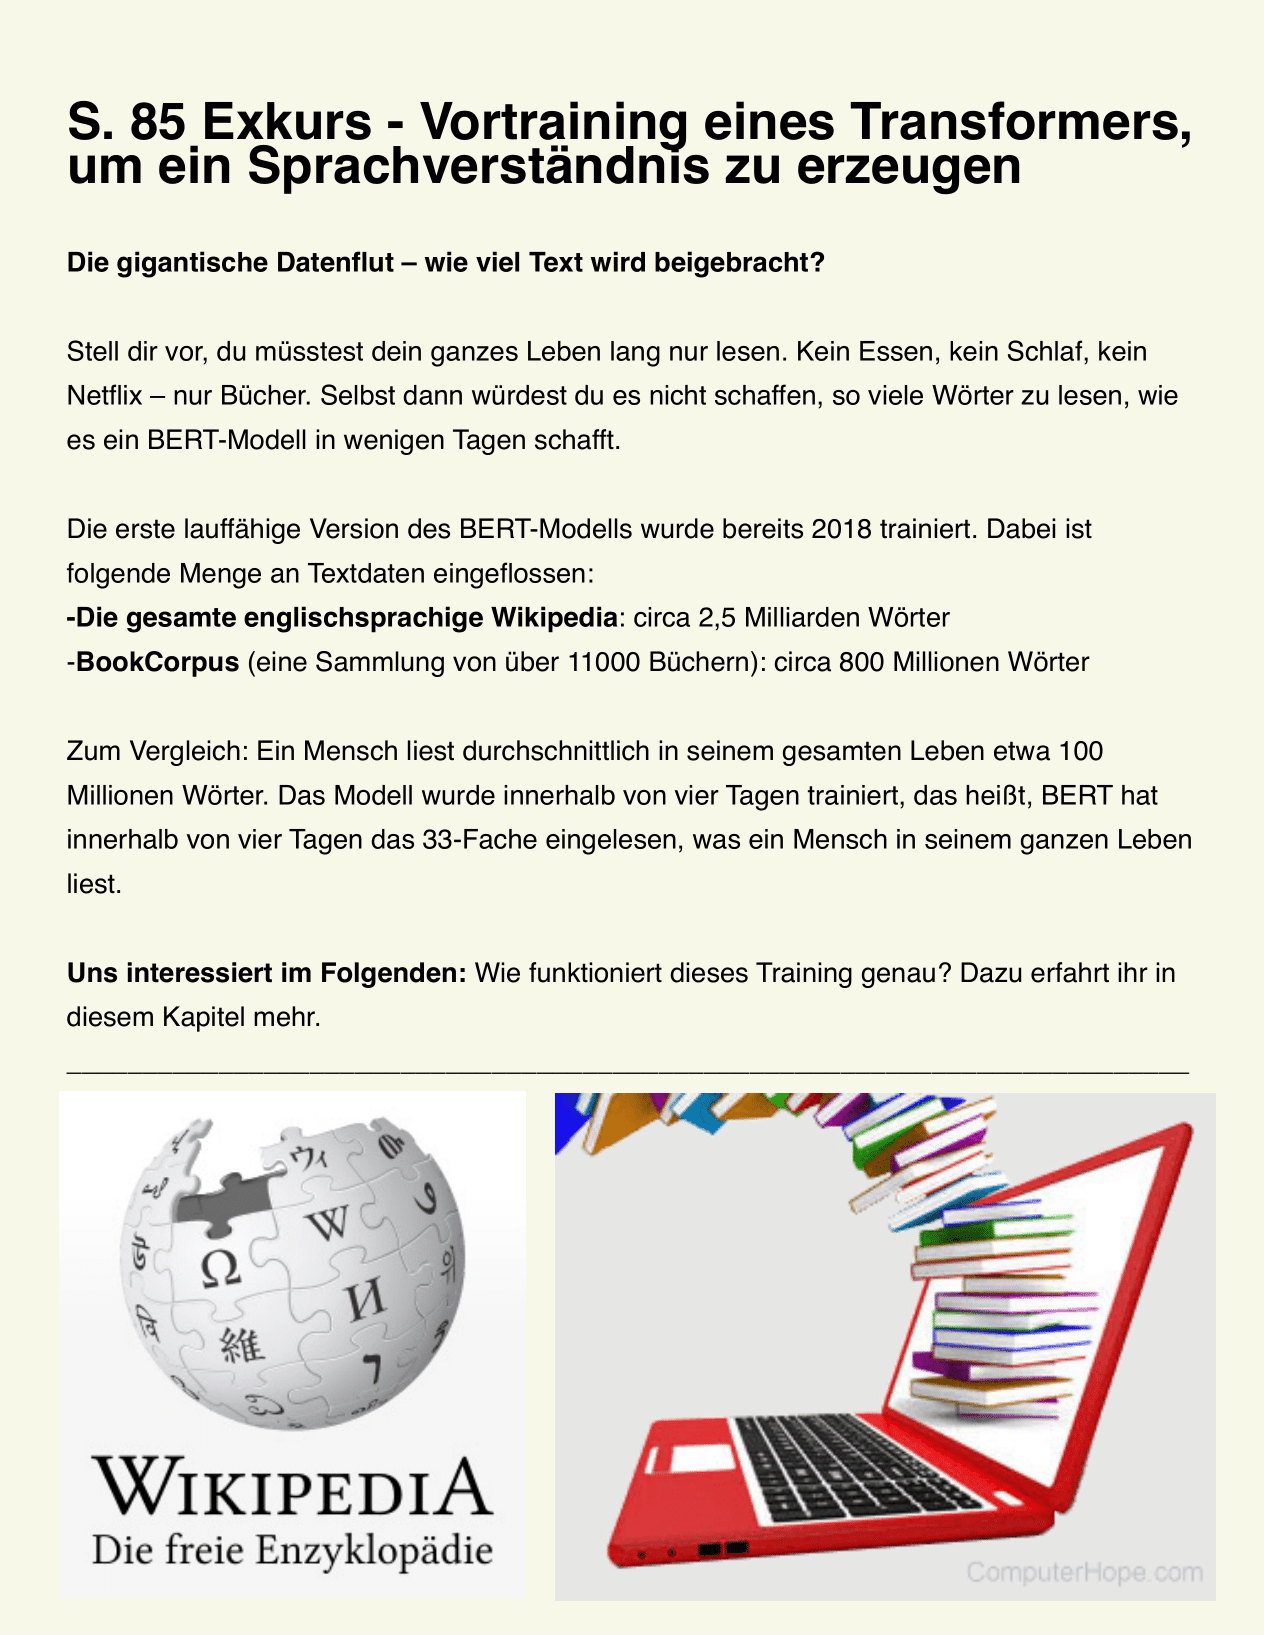 S. 85 Exkurs - Vortraining eines Transformers,
um ein Sprachverständnis zu erzeugen
Die gigantische Datenflut – wie viel Text wird beigebracht?
Stell dir vor, du müsstest dein ganzes Leben lang nur lesen. Kein Essen, kein Schlaf, kein
Netflix – nur Bücher. Selbst dann würdest du es nicht schaffen, so viele Wörter zu lesen, wie
es ein BERT-Modell in wenigen Tagen schafft.
Die erste lauffähige Version des BERT-Modells wurde bereits 2018 trainiert. Dabei ist
folgende Menge an Textdaten eingeflossen:
-Die gesamte englischsprachige Wikipedia: circa 2,5 Milliarden Wörter
-BookCorpus (eine Sammlung von über 11000 Büchern): circa 800 Millionen Wörter
Zum Vergleich: Ein Mensch liest durchschnittlich in seinem gesamten Leben etwa 100
Millionen Wörter. Das Modell wurde innerhalb von vier Tagen trainiert, das heißt, BERT hat
innerhalb von vier Tagen das 33-Fache eingelesen, was ein Mensch in seinem ganzen Leben
liest.
Uns interessiert im Folgenden: Wie funktioniert dieses Training genau? Dazu erfahrt ihr in
diesem Kapitel mehr.
ウィ
W
Ω
И
위
維
ר
WIKIPEDIA
Die freie Enzyklopädie
ComputerHope.com